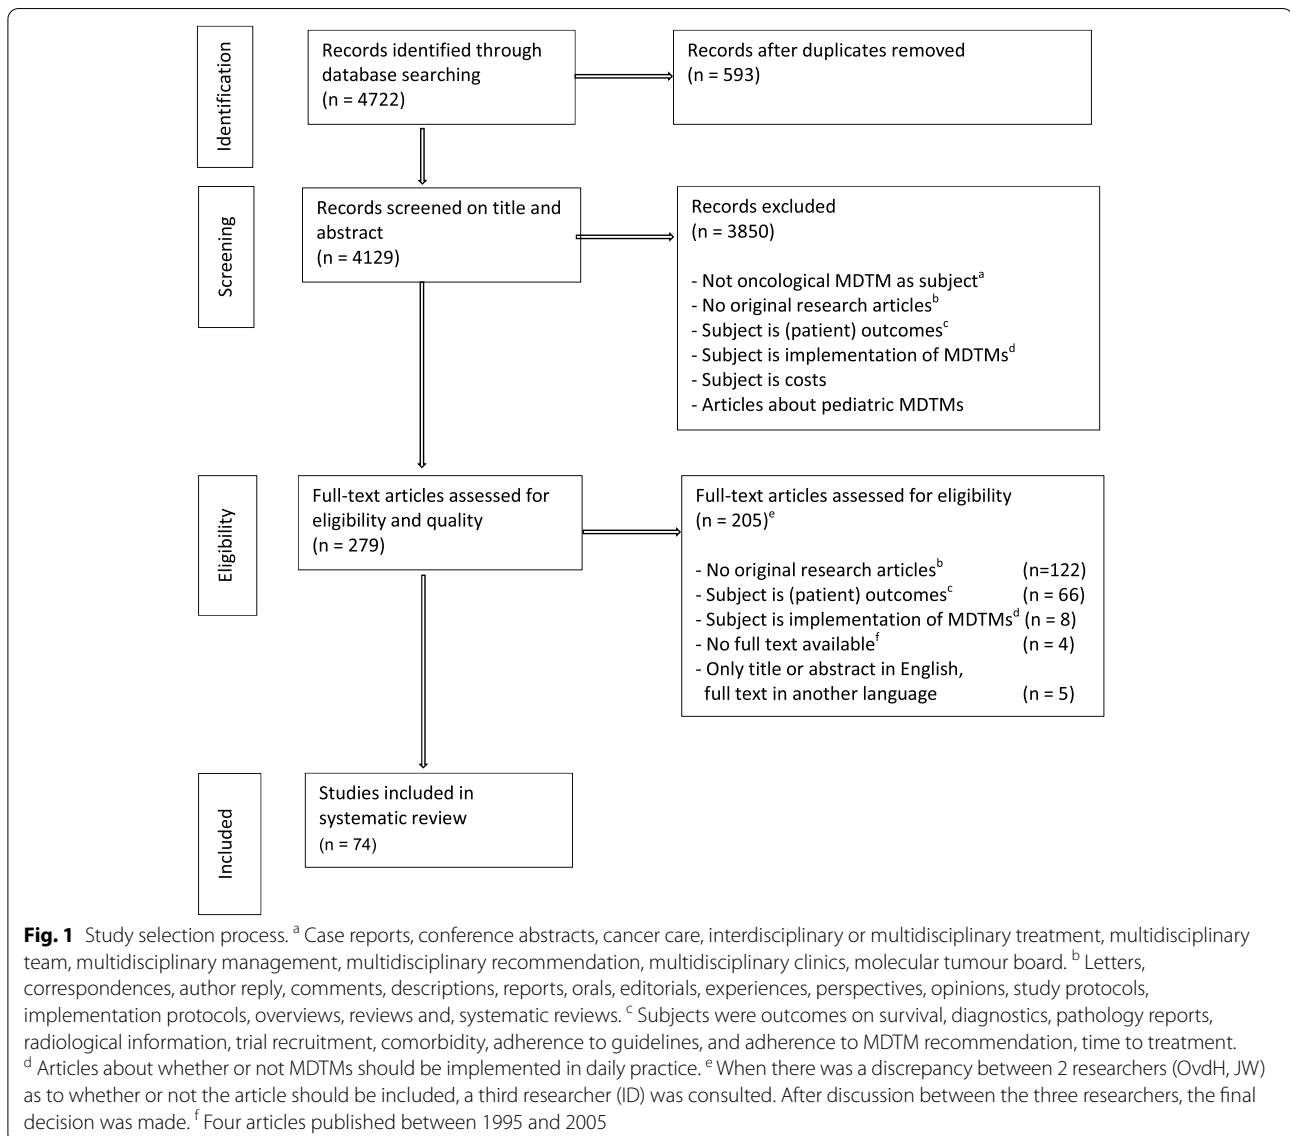 Identification
Records identified through
database searching
(n = 4722)
Records after duplicates removed
(n = 593)
Screening
Records screened on title and
abstract
(n = 4129)
Records excluded
(n = 3850)
- Not oncological MDTM as subject^a
- No original research articles^b
- Subject is (patient) outcomes^c
- Subject is implementation of MDTMs^d
- Subject is costs
- Articles about pediatric MDTMs
Eligibility
Full-text articles assessed for
eligibility and quality
(n = 279)
Full-text articles assessed for eligibility
(n = 205)^e
- No original research articles^b (n=122)
- Subject is (patient) outcomes^c (n = 66)
- Subject is implementation of MDTMs^d (n = 8)
- No full text available^f (n = 4)
- Only title or abstract in English,
full text in another language (n = 5)
Included
Studies included in
systematic review
(n = 74)
Fig. 1 Study selection process. ^a Case reports, conference abstracts, cancer care, interdisciplinary or multidisciplinary treatment, multidisciplinary
team, multidisciplinary management, multidisciplinary recommendation, multidisciplinary clinics, molecular tumour board. ^b Letters,
correspondences, author reply, comments, descriptions, reports, orals, editorials, experiences, perspectives, opinions, study protocols,
implementation protocols, overviews, reviews and, systematic reviews. ^c Subjects were outcomes on survival, diagnostics, pathology reports,
radiological information, trial recruitment, comorbidity, adherence to guidelines, and adherence to MDTM recommendation, time to treatment.
^d Articles about whether or not MDTMs should be implemented in daily practice. ^e When there was a discrepancy between 2 researchers (OvdH, JW)
as to whether or not the article should be included, a third researcher (ID) was consulted. After discussion between the three researchers, the final
decision was made. ^f Four articles published between 1995 and 2005